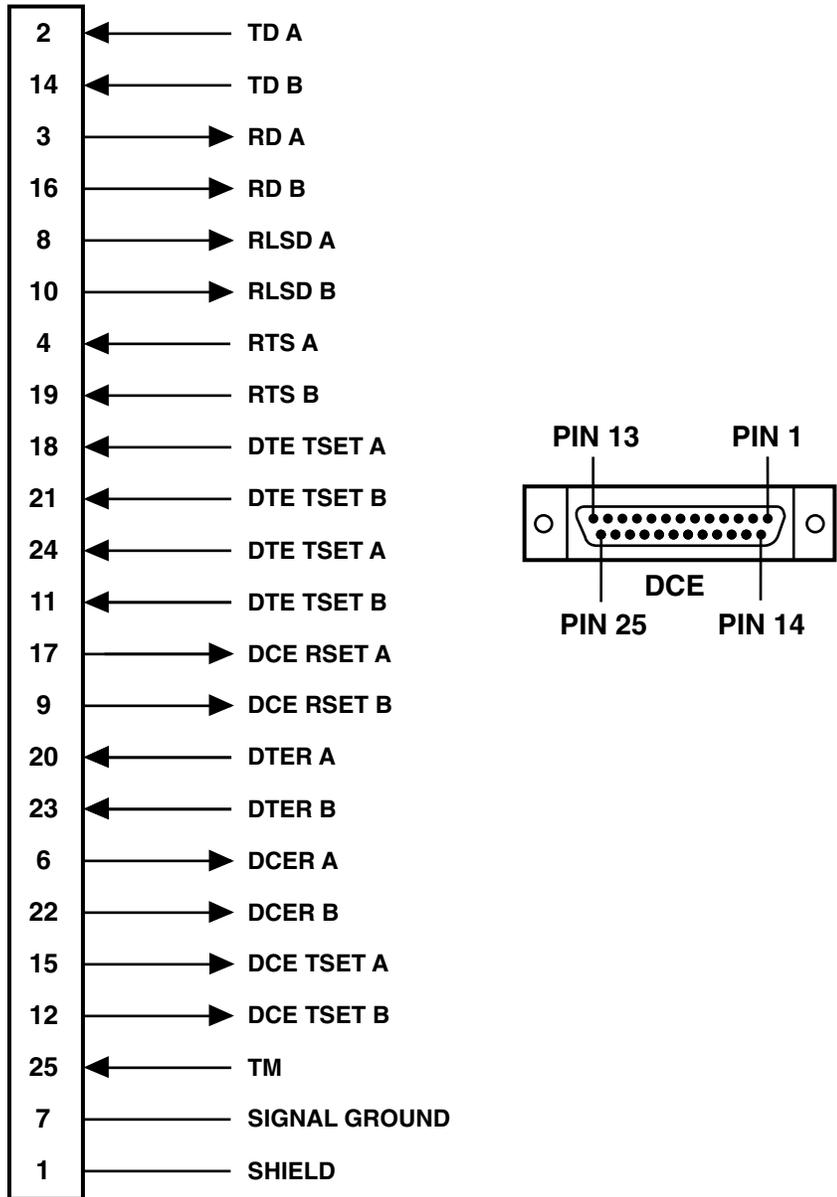 2 TD A
14 TD B
3 RD A
16 RD B
8 RLSD A
10 RLSD B
4 RTS A
19 RTS B
18 DTE TSET A
21 DTE TSET B
24 DTE TSET A
11 DTE TSET B
17 DCE RSET A
9 DCE RSET B
20 DTER A
23 DTER B
6 DCER A
22 DCER B
15 DCE TSET A
12 DCE TSET B
25 TM
7 SIGNAL GROUND
1 SHIELD
PIN 13 PIN 1
DCE
PIN 25 PIN 14